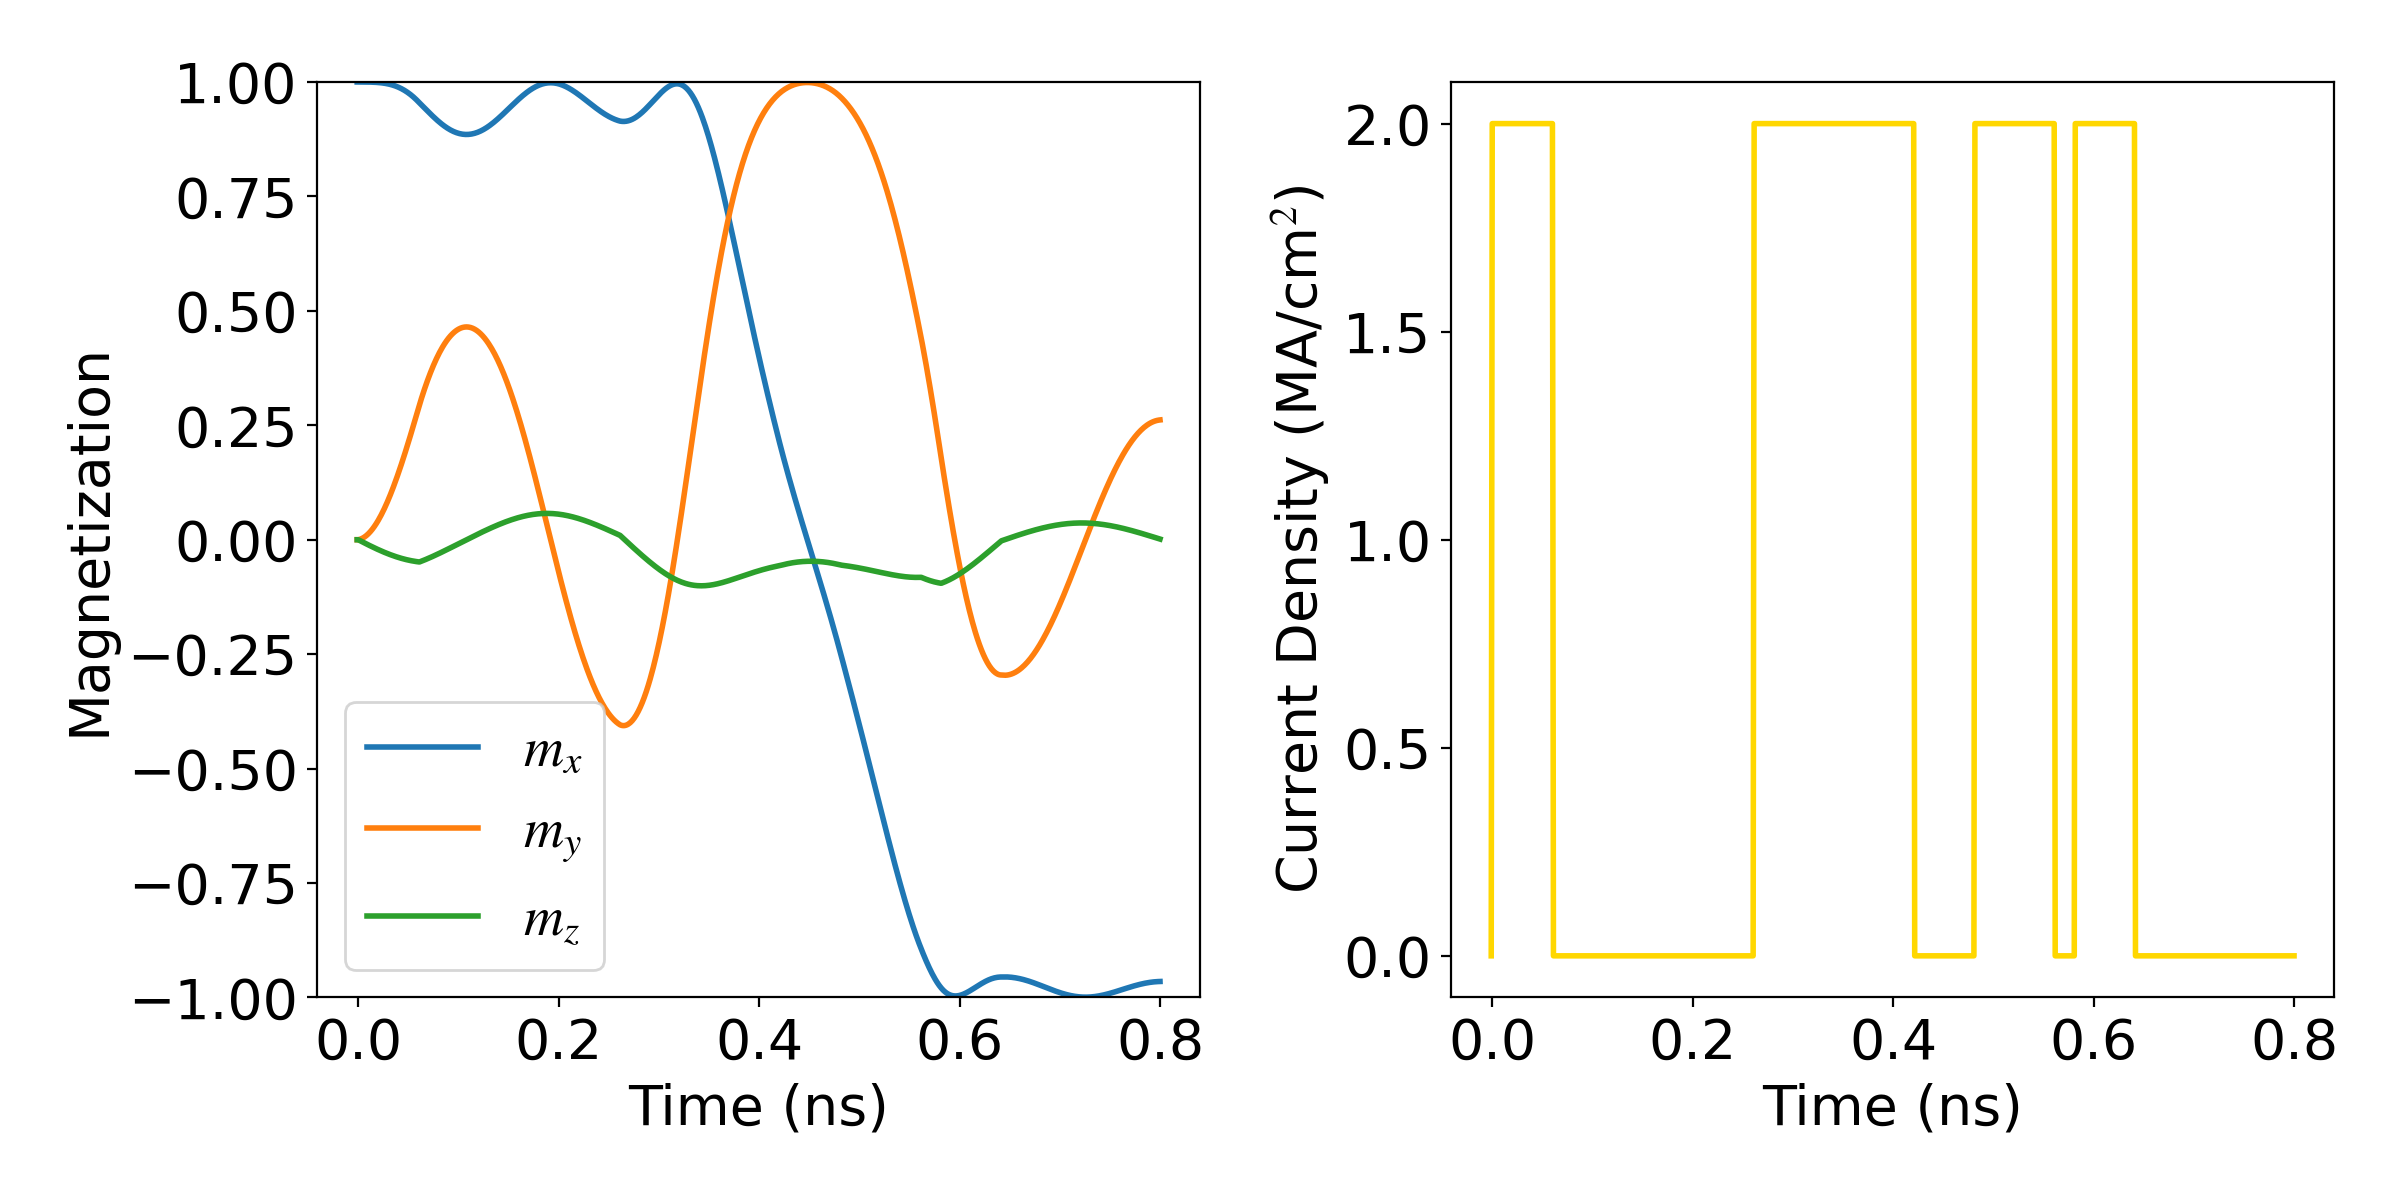 1.00
0.75
0.50
0.25
0.00
−0.25
−0.50
−0.75
−1.00
Magnetization
m_x
m_y
m_z
0.0 0.2 0.4 0.6 0.8
Time (ns)
2.0
1.5
1.0
0.5
0.0
Current Density (MA/cm²)
0.0 0.2 0.4 0.6 0.8
Time (ns)